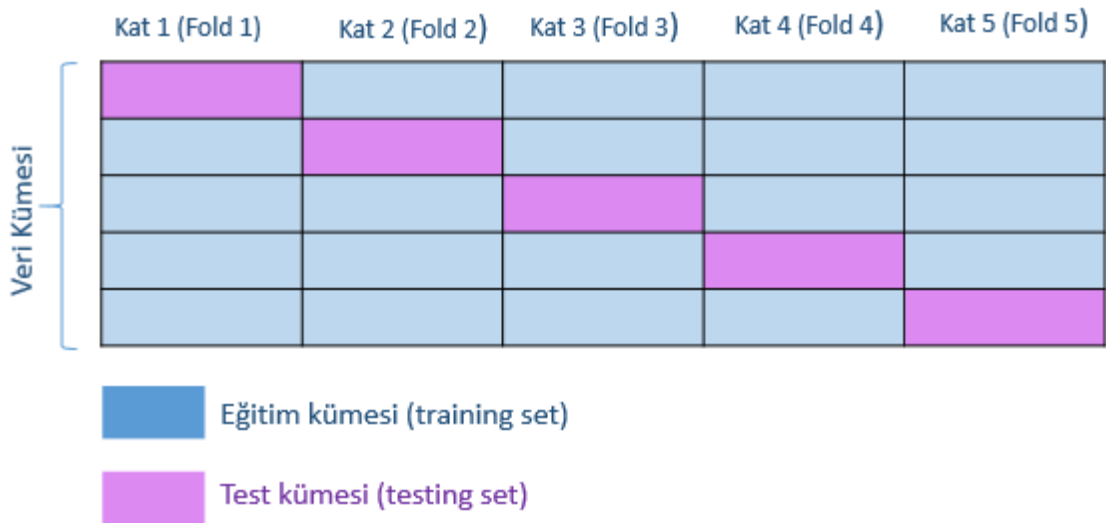 Kat 1 (Fold 1)
Kat 2 (Fold 2)
Kat 3 (Fold 3)
Kat 4 (Fold 4)
Kat 5 (Fold 5)
Veri Kümesi
Eğitim kümesi (training set)
Test kümesi (testing set)